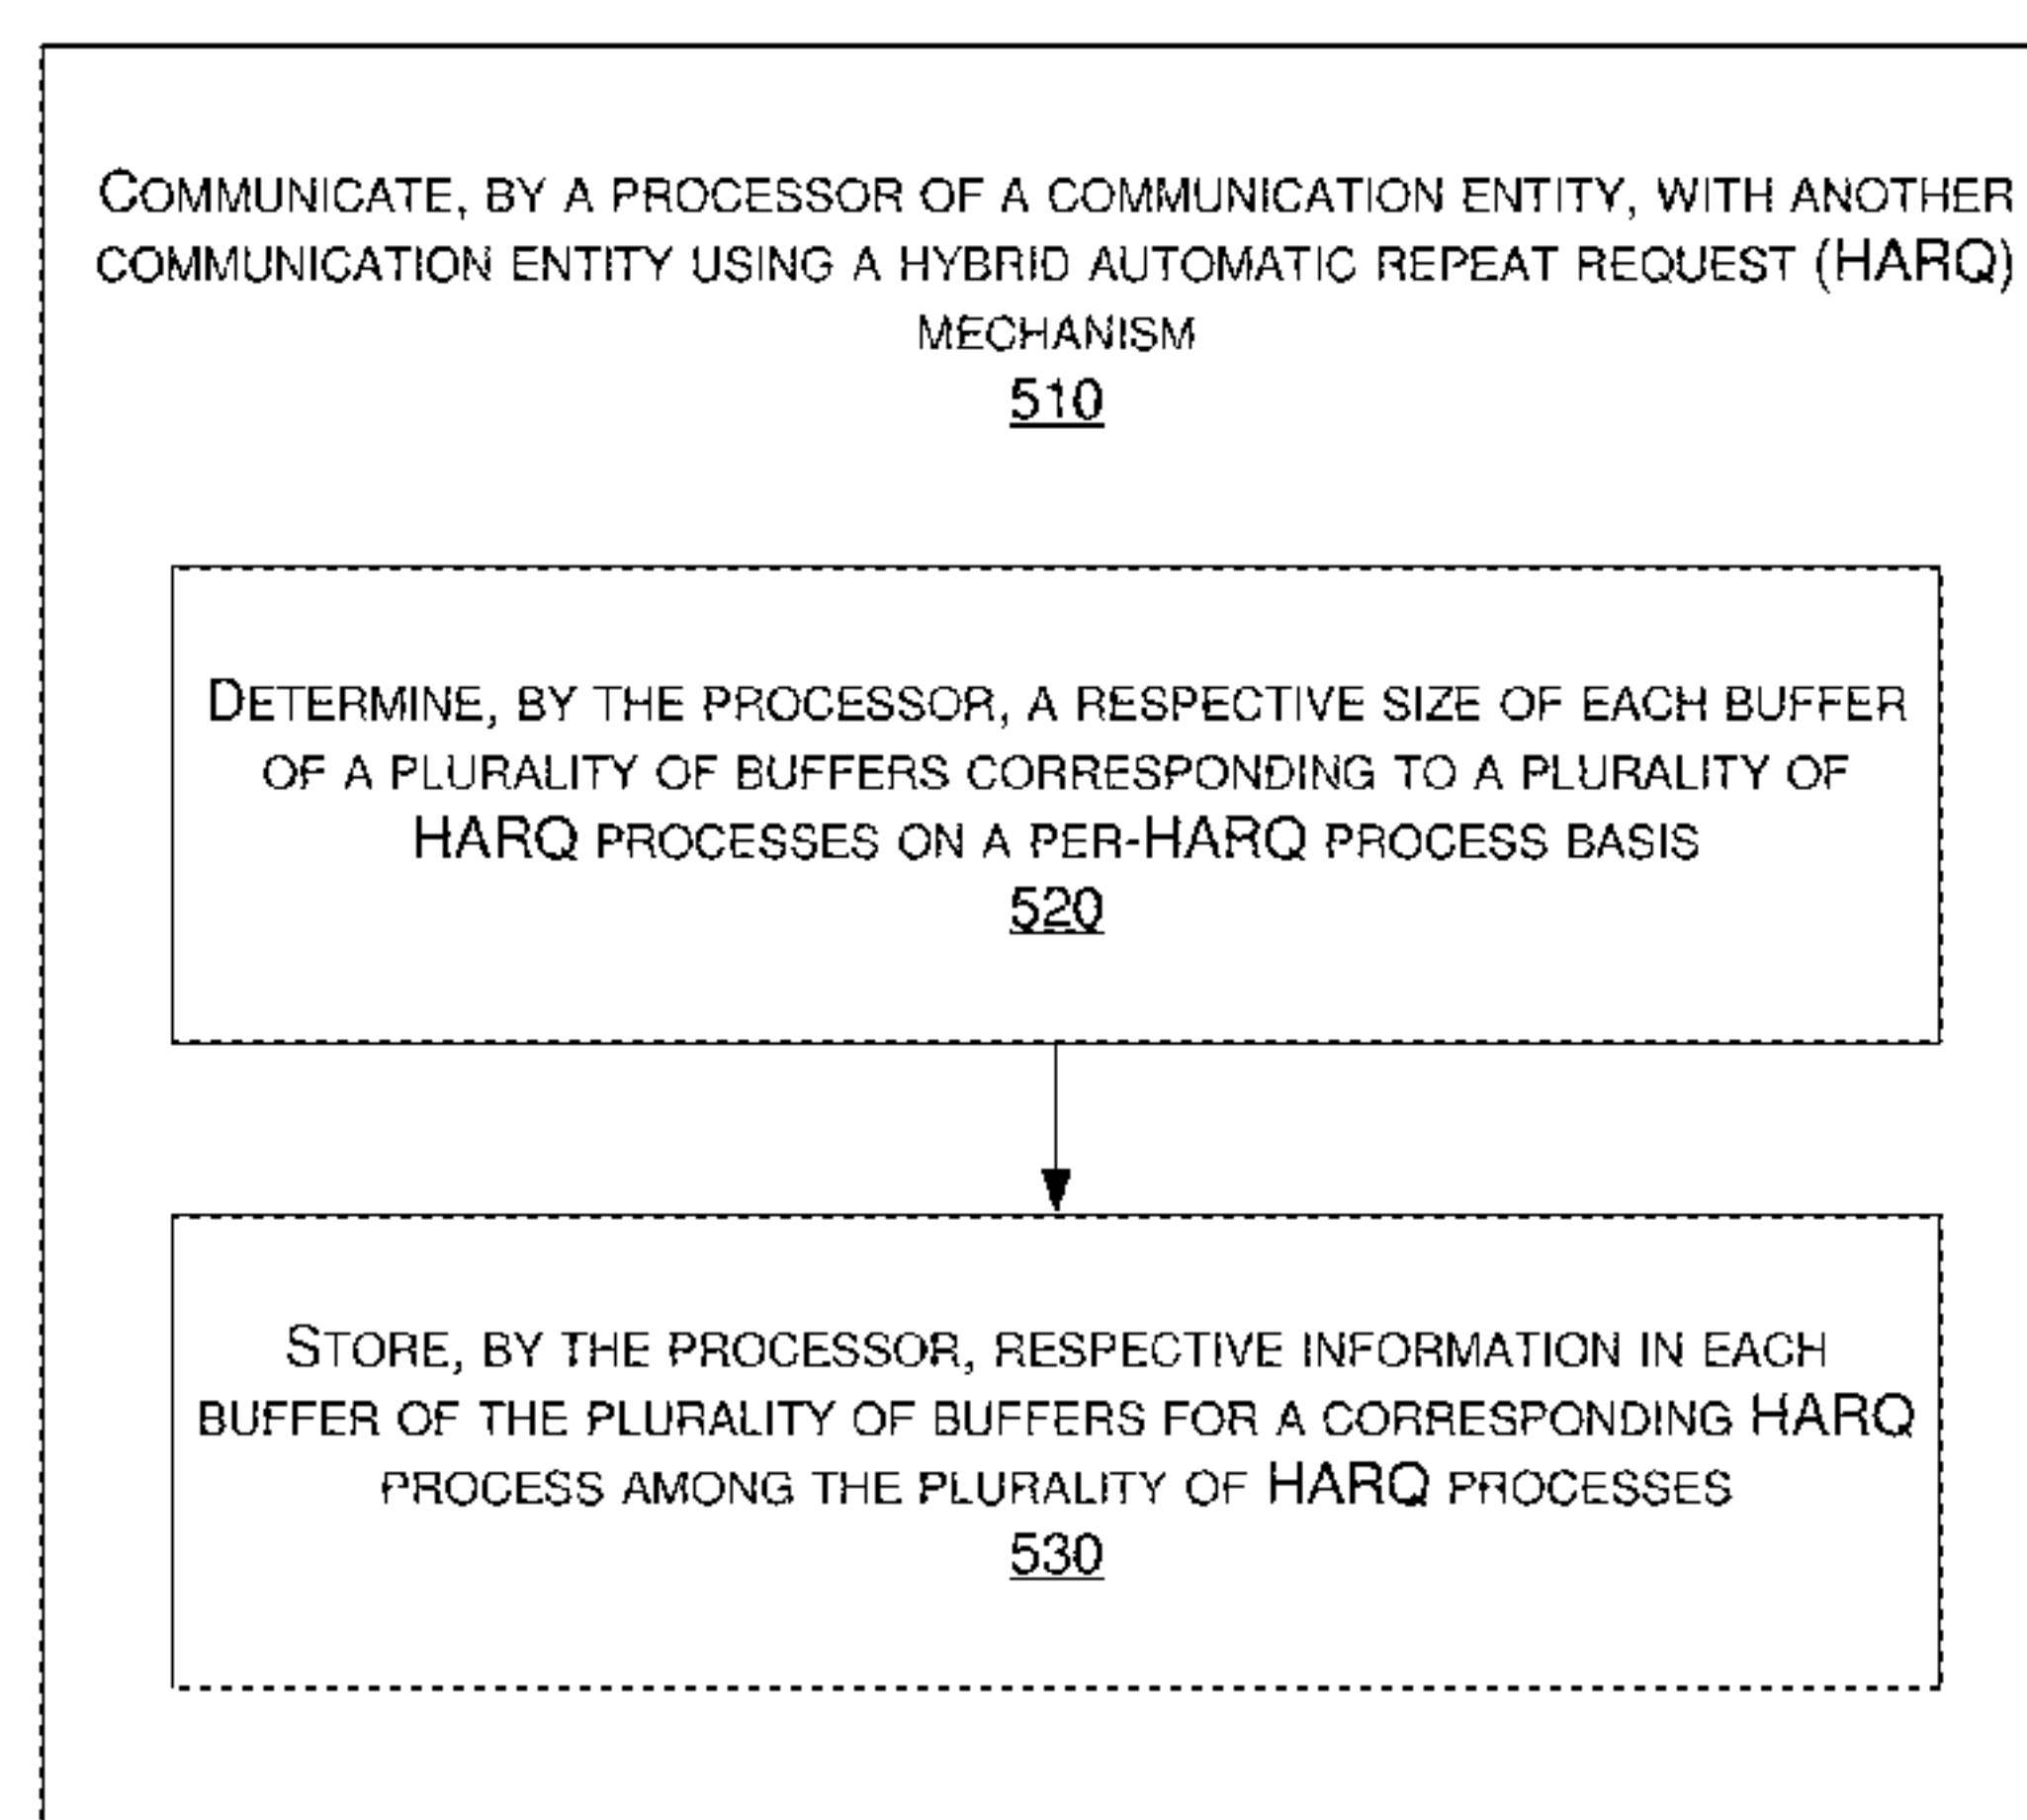 COMMUNICATE, BY A PROCESSOR OF A COMMUNICATION ENTITY, WITH ANOTHER
COMMUNICATION ENTITY USING A HYBRID AUTOMATIC REPEAT REQUEST (HARQ)
MECHANISM
510
DETERMINE, BY THE PROCESSOR, A RESPECTIVE SIZE OF EACH BUFFER
OF A PLURALITY OF BUFFERS CORRESPONDING TO A PLURALITY OF
HARQ PROCESSES ON A PER-HARQ PROCESS BASIS
520
STORE, BY THE PROCESSOR, RESPECTIVE INFORMATION IN EACH
BUFFER OF THE PLURALITY OF BUFFERS FOR A CORRESPONDING HARQ
PROCESS AMONG THE PLURALITY OF HARQ PROCESSES
530